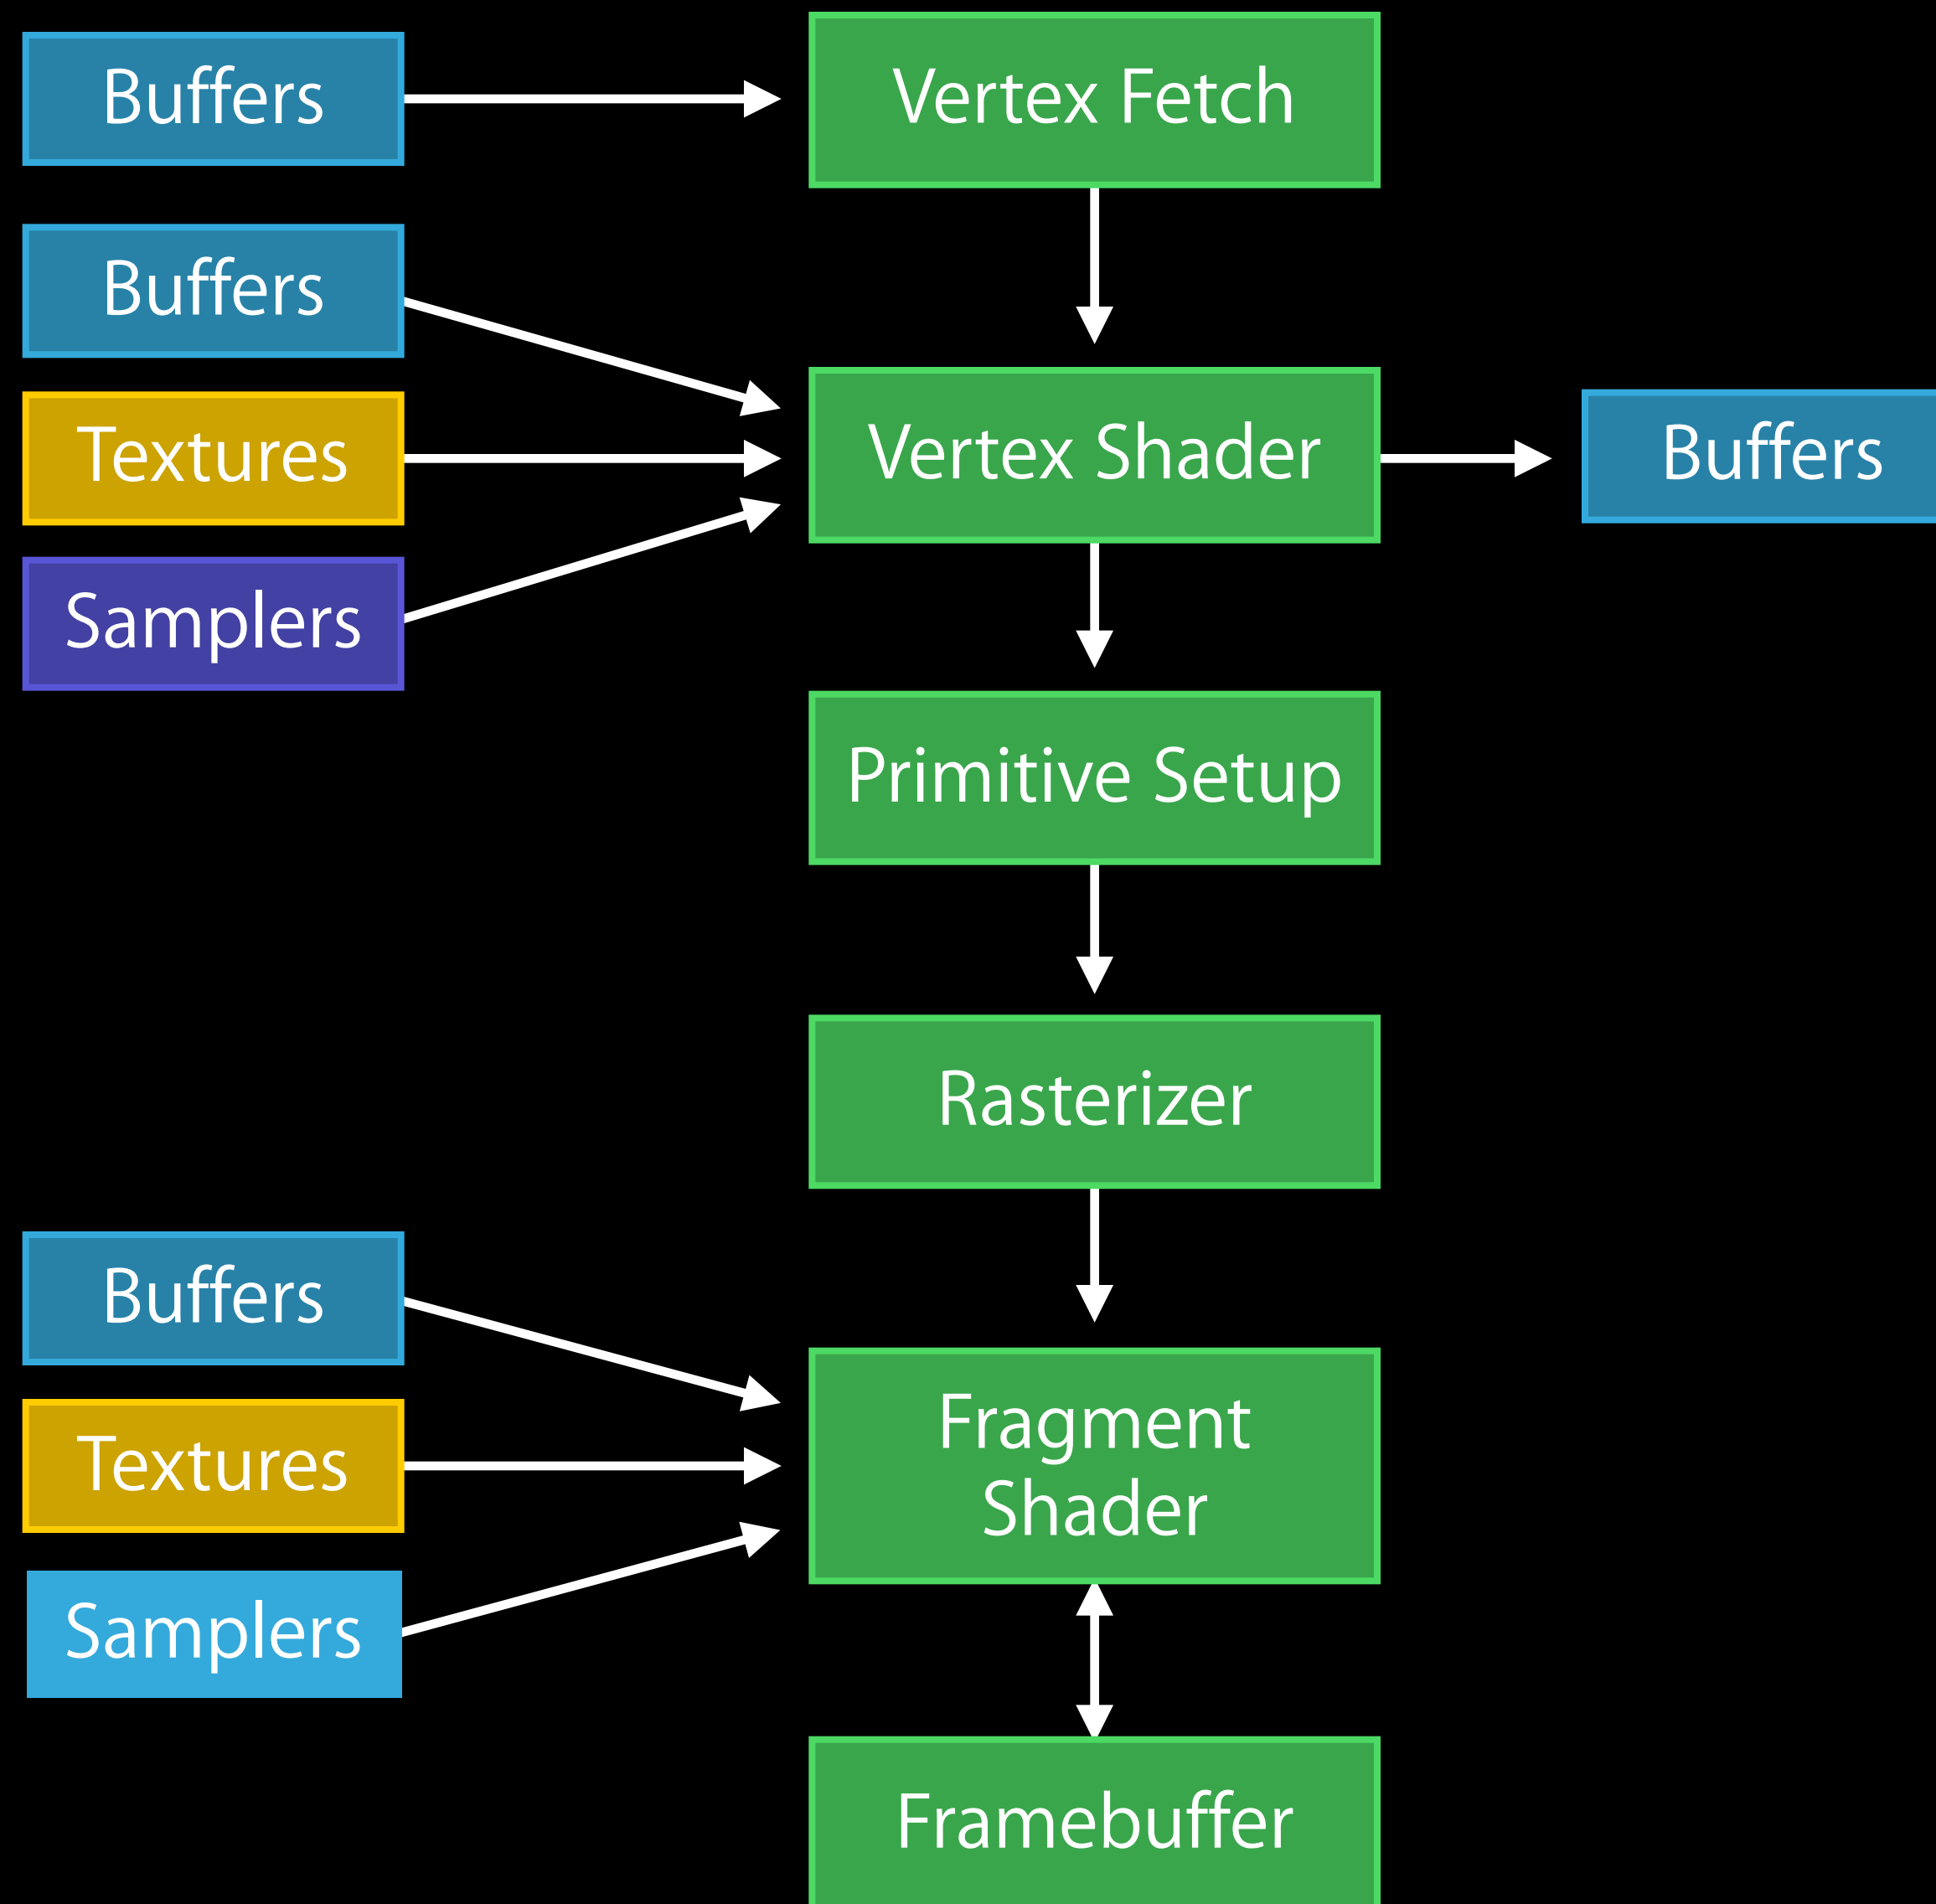 Buffers
Vertex Fetch
Buffers
Textures
Samplers
Vertex Shader
Buffers
Primitive Setup
Rasterizer
Buffers
Textures
Samplers
Fragment
Shader
Framebuffer